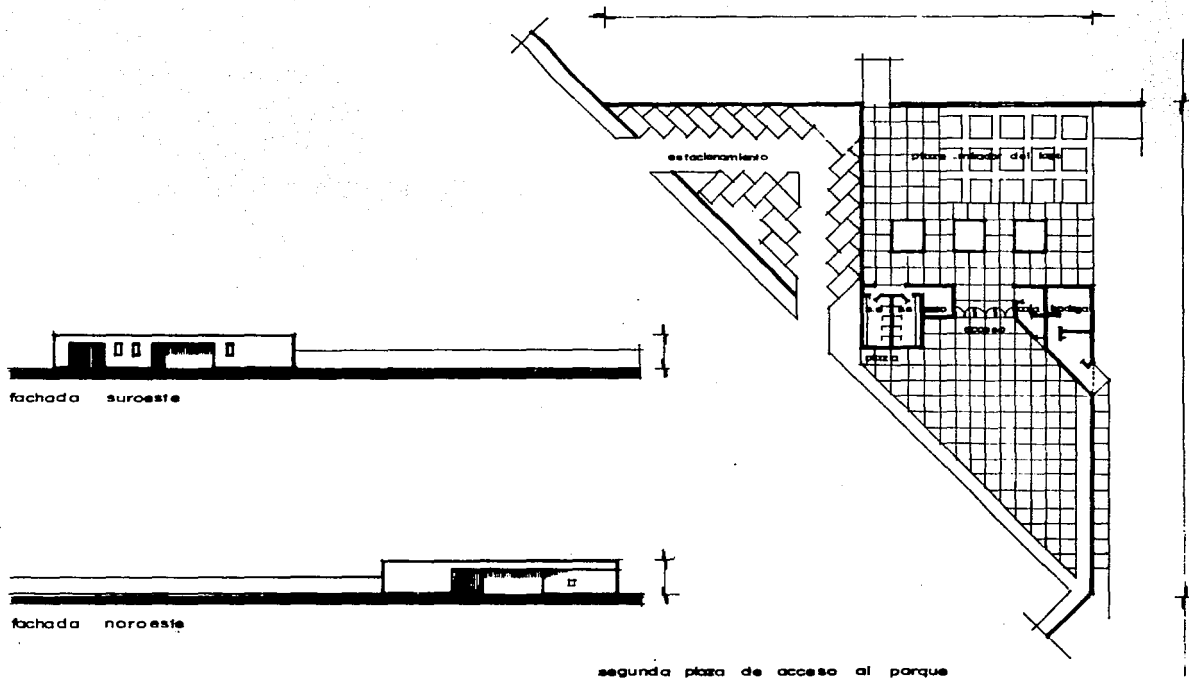 estacionamiento
plaza mirador del lago
bodega
acceso
plaza
fachada suroeste
fachada noroeste
segunda plaza de acceso al parque